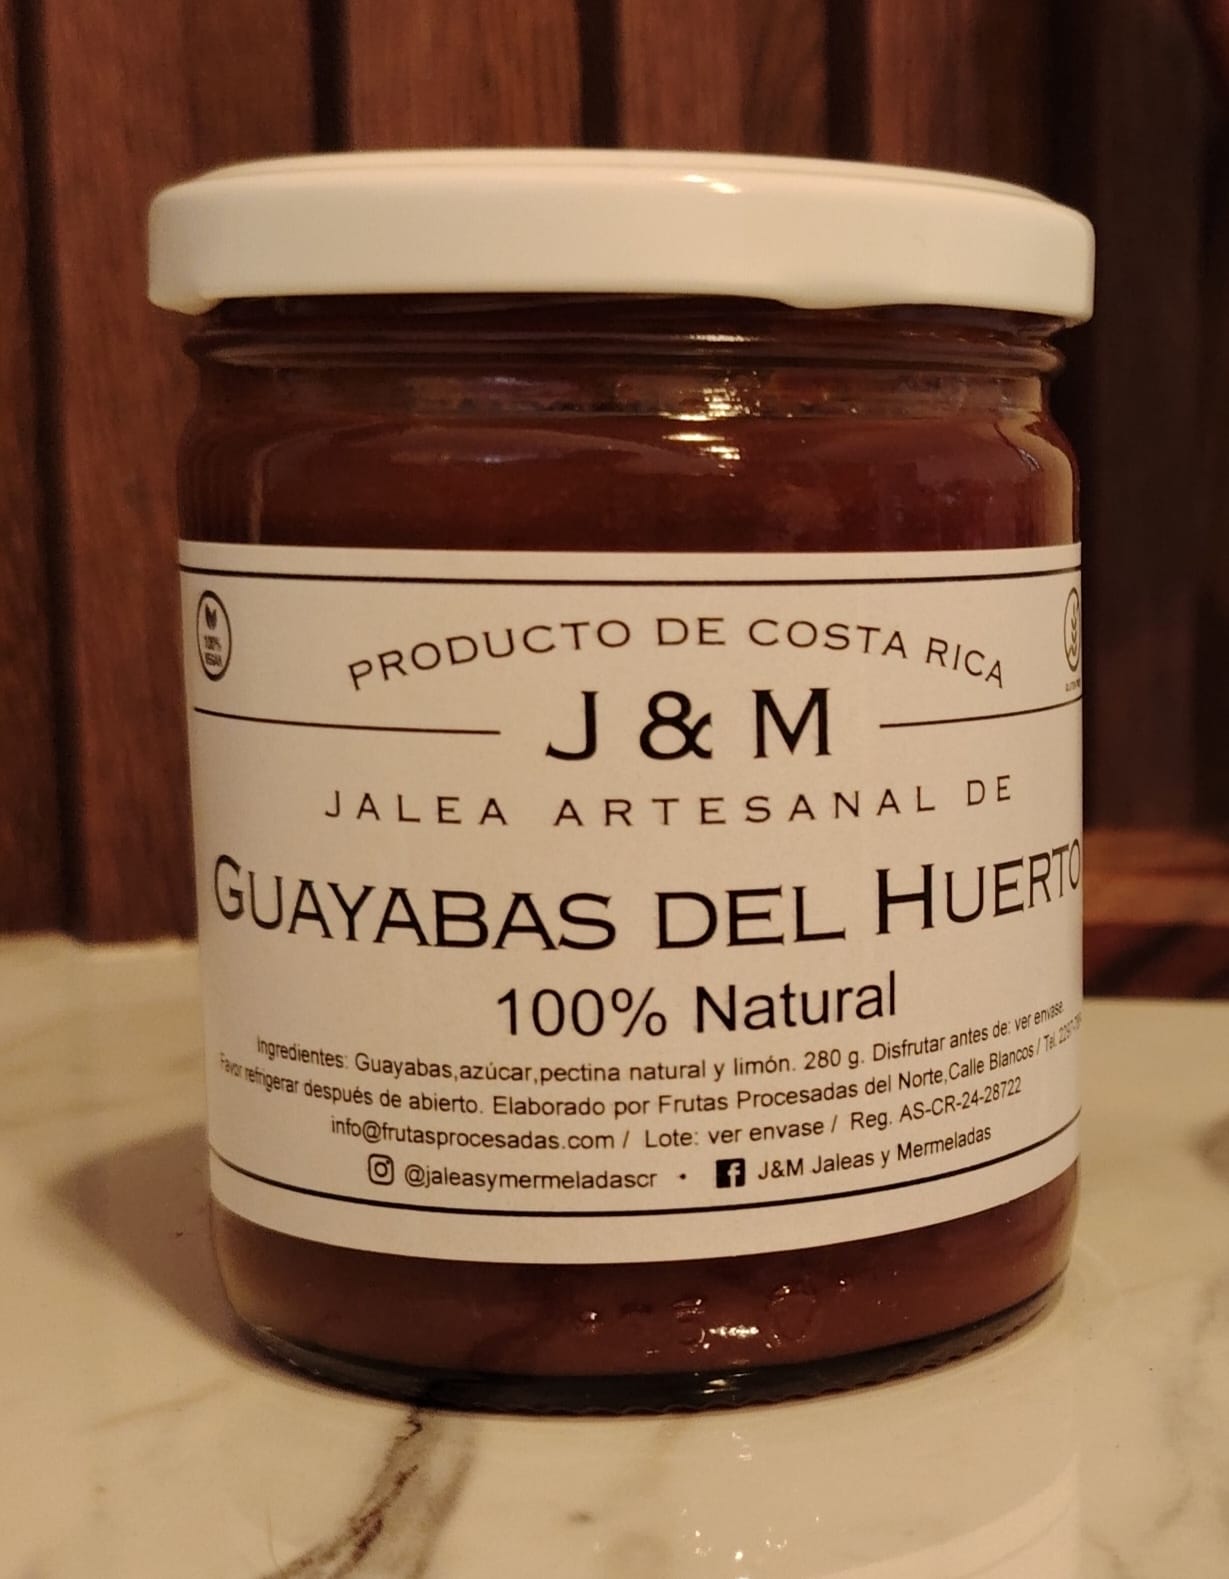 PRODUCTO DE COSTA RICA
100%
VEGAN
J & M
JALEA ARTESANAL DE
GUAYABAS DEL HUERTO
100% Natural
Ingredientes: Guayabas,azúcar,pectina natural y limón. 280 g. Disfrutar antes de: ver envase
Favor refrigerar después de abierto. Elaborado por Frutas Procesadas del Norte,Calle Blancos / Tel.
info@frutasprocesadas.com / Lote: ver envase / Reg. AS-CR-24-28722
@jaleasymermeladascr • J&M Jaleas y Mermeladas